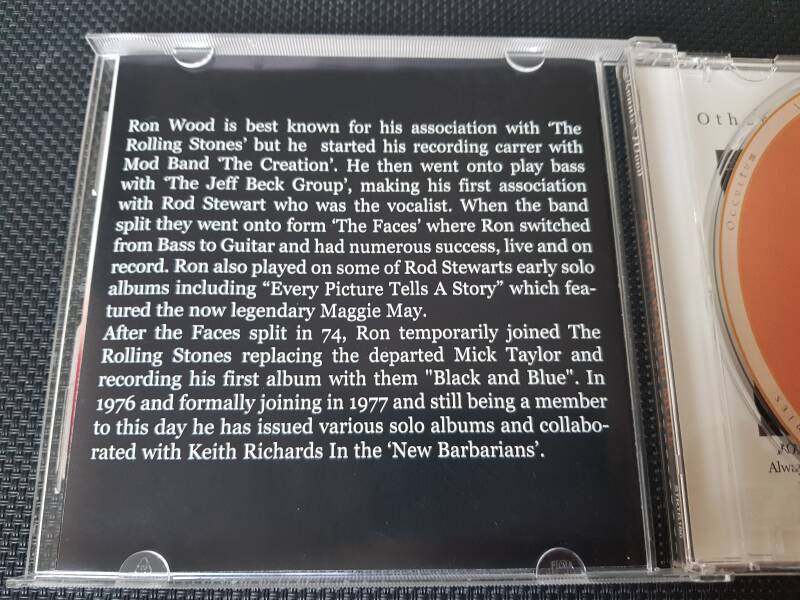 Ron Wood is best known for his association with ‘The
Rolling Stones’ but he started his recording carrer with
Mod Band ‘The Creation’. He then went onto play bass
with ‘The Jeff Beck Group’, making his first association
with Rod Stewart who was the vocalist. When the band
split they went onto form ‘The Faces’ where Ron switched
from Bass to Guitar and had numerous success, live and on
record. Ron also played on some of Rod Stewarts early solo
albums including “Every Picture Tells A Story” which fea-
tured the now legendary Maggie May.
After the Faces split in 74, Ron temporarily joined The
Rolling Stones replacing the departed Mick Taylor and
recording his first album with them "Black and Blue". In
1976 and formally joining in 1977 and still being a member
to this day he has issued various solo albums and collabo-
rated with Keith Richards In the ‘New Barbarians’.
Othe
Occultum
Alway